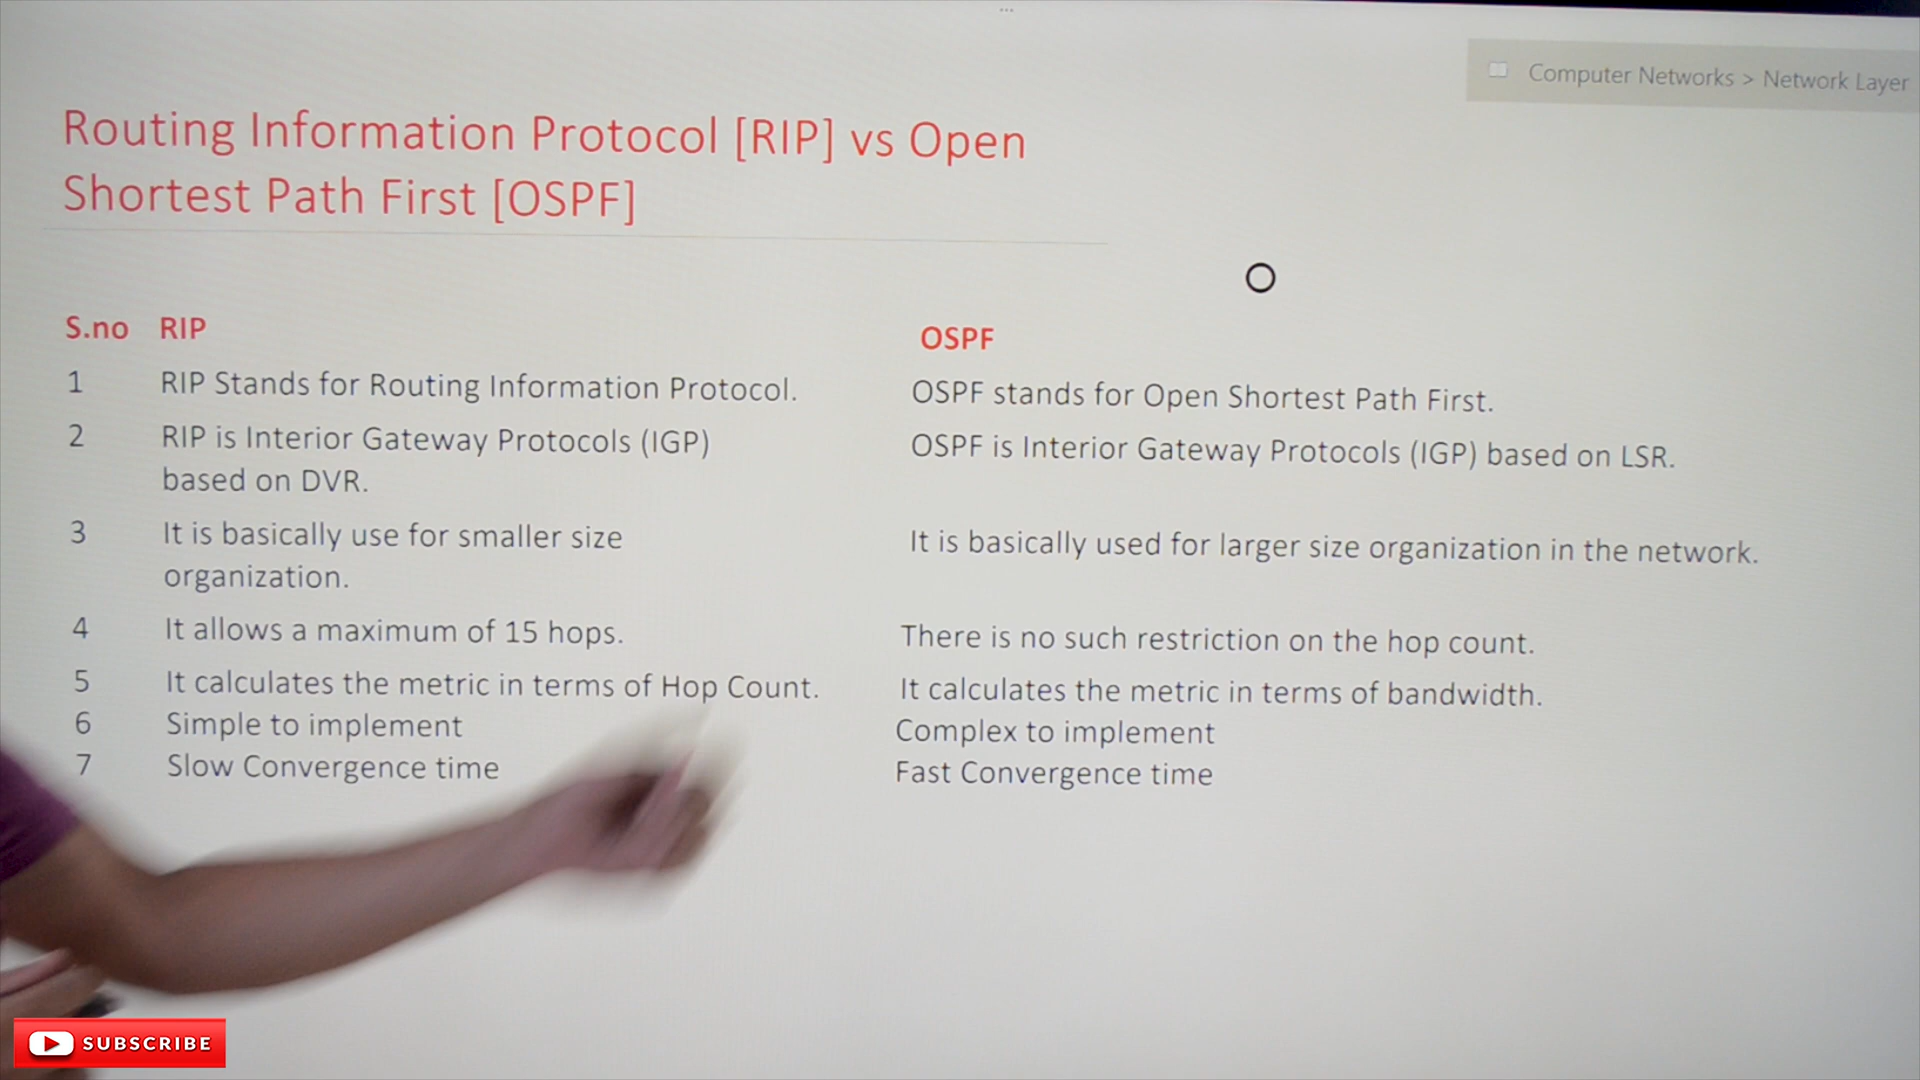 Computer Networks > Network Layer
Routing Information Protocol [RIP] vs Open
Shortest Path First [OSPF]
S.no RIP OSPF
1 RIP Stands for Routing Information Protocol. OSPF stands for Open Shortest Path First.
2 RIP is Interior Gateway Protocols (IGP) OSPF is Interior Gateway Protocols (IGP) based on LSR.
based on DVR.
3 It is basically use for smaller size It is basically used for larger size organization in the network.
organization.
4 It allows a maximum of 15 hops. There is no such restriction on the hop count.
5 It calculates the metric in terms of Hop Count. It calculates the metric in terms of bandwidth.
6 Simple to implement Complex to implement
7 Slow Convergence time Fast Convergence time
SUBSCRIBE